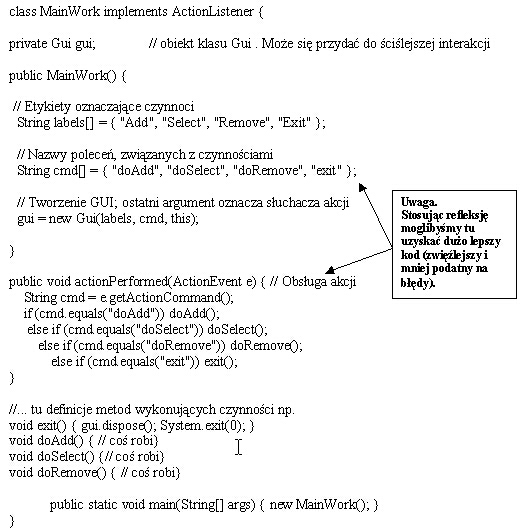 class MainWork implements ActionListener {
private Gui gui;                // obiekt klasu Gui . Może się przydać do ściślejszej interakcji
public MainWork() {
// Etykiety oznaczające czynnoci
String labels[] = { "Add", "Select", "Remove", "Exit" };
// Nazwy poleceń, związanych z czynnościami
String cmd[] = { "doAdd", "doSelect", "doRemove", "exit" };
// Tworzenie GUI; ostatni argument oznacza słuchacza akcji
gui = new Gui(labels, cmd, this);
}
Uwaga.
Stosując refleksję
moglibyśmy tu
uzyskać dużo lepszy
kod (zwięźlejszy i
mniej podatny na
błędy).
public void actionPerformed(ActionEvent e) { // Obsługa akcji
String cmd = e.getActionCommand();
if (cmd.equals("doAdd")) doAdd();
else if (cmd.equals("doSelect")) doSelect();
else if (cmd.equals("doRemove")) doRemove();
else if (cmd.equals("exit")) exit();
}
//... tu definicje metod wykonujących czynności np.
void exit() { gui.dispose(); System.exit(0); }
void doAdd() { // coś robi}
void doSelect() {// coś robi}
void doRemove() { // coś robi}
public static void main(String[] args) { new MainWork(); }
}